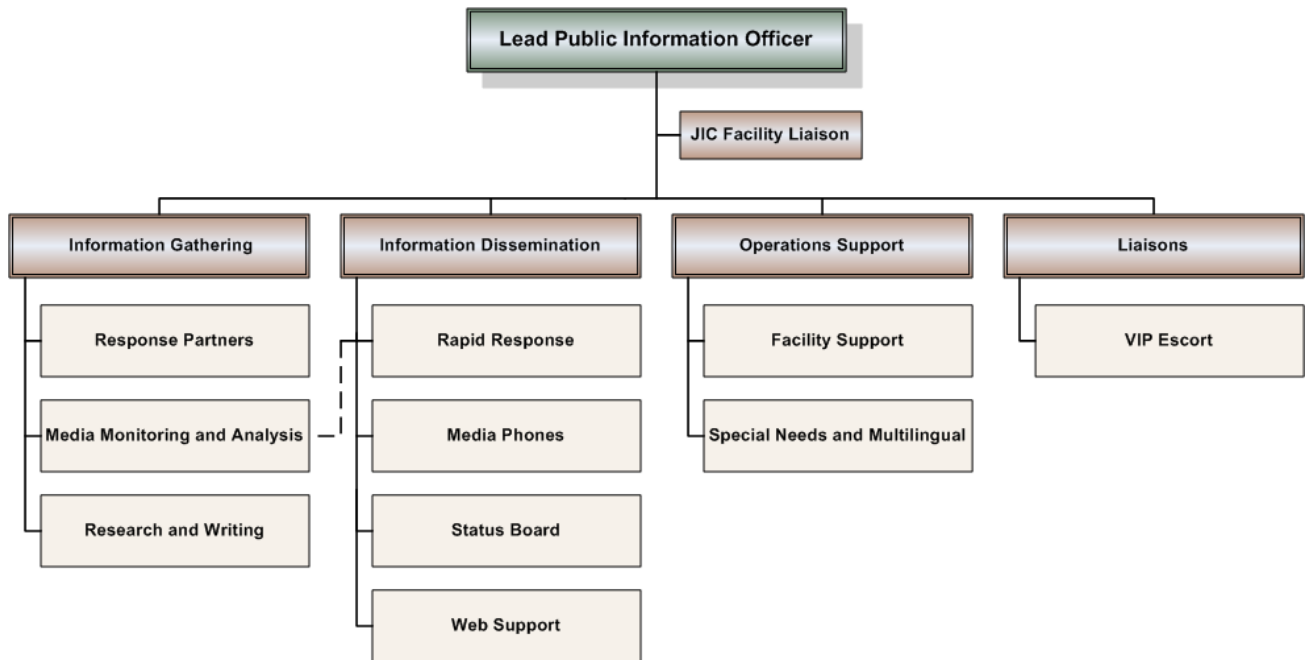 Lead Public Information Officer
JIC Facility Liaison
Information Gathering
Information Dissemination
Operations Support
Liaisons
Response Partners
Rapid Response
Facility Support
VIP Escort
Media Monitoring and Analysis
Media Phones
Special Needs and Multilingual
Research and Writing
Status Board
Web Support